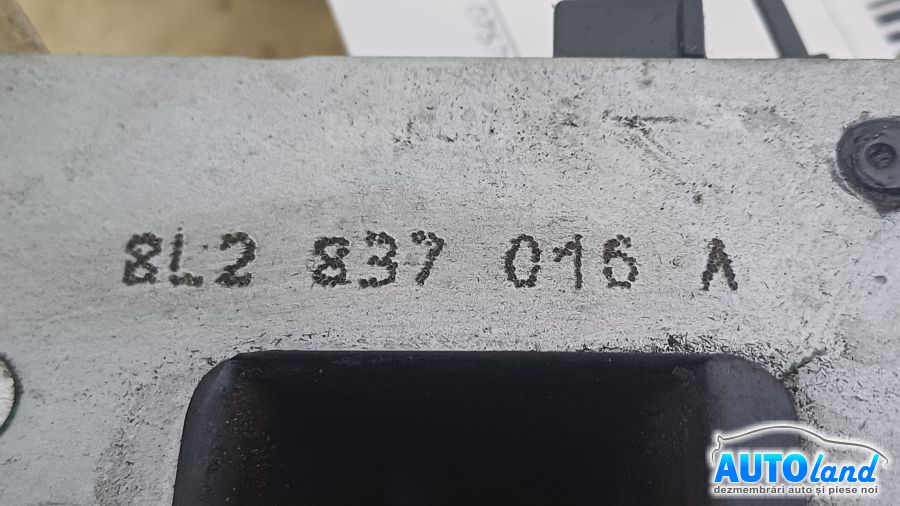 8L2 837 016 A
AUTOland
dezmembrări auto și piese noi